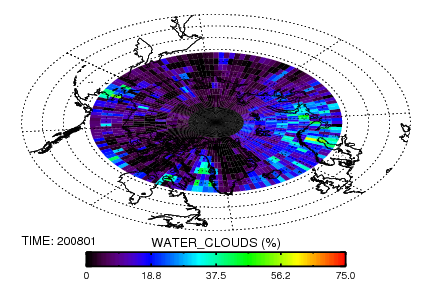 TIME: 200801
WATER_CLOUDS (%)
0 18.8 37.5 56.2 75.0